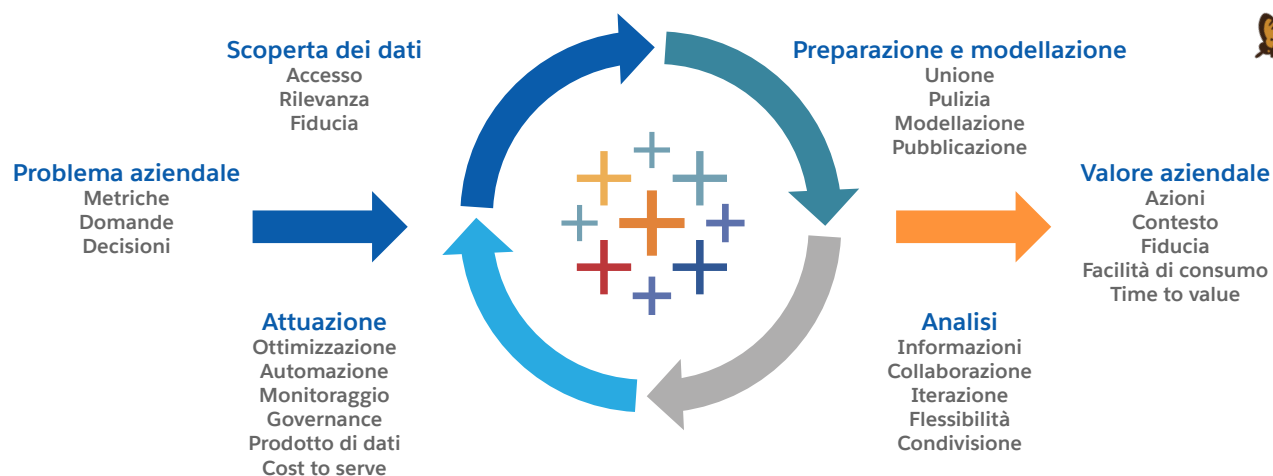 Scoperta dei dati
Accesso
Rilevanza
Fiducia
Preparazione e modellazione
Unione
Pulizia
Modellazione
Pubblicazione
Problema aziendale
Metriche
Domande
Decisioni
Valore aziendale
Azioni
Contesto
Fiducia
Facilità di consumo
Time to value
Attuazione
Ottimizzazione
Automazione
Monitoraggio
Governance
Prodotto di dati
Cost to serve
Analisi
Informazioni
Collaborazione
Iterazione
Flessibilità
Condivisione